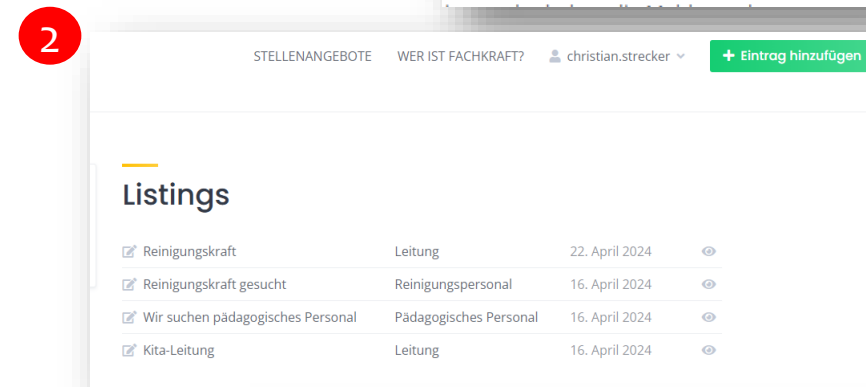 2
STELLENANGEBOTE WER IST FACHKRAFT? christian.strecker + Eintrag hinzufügen
Listings
Reinigungskraft Leitung 22. April 2024
Reinigungskraft gesucht Reinigungspersonal 16. April 2024
Wir suchen pädagogisches Personal Pädagogisches Personal 16. April 2024
Kita-Leitung Leitung 16. April 2024